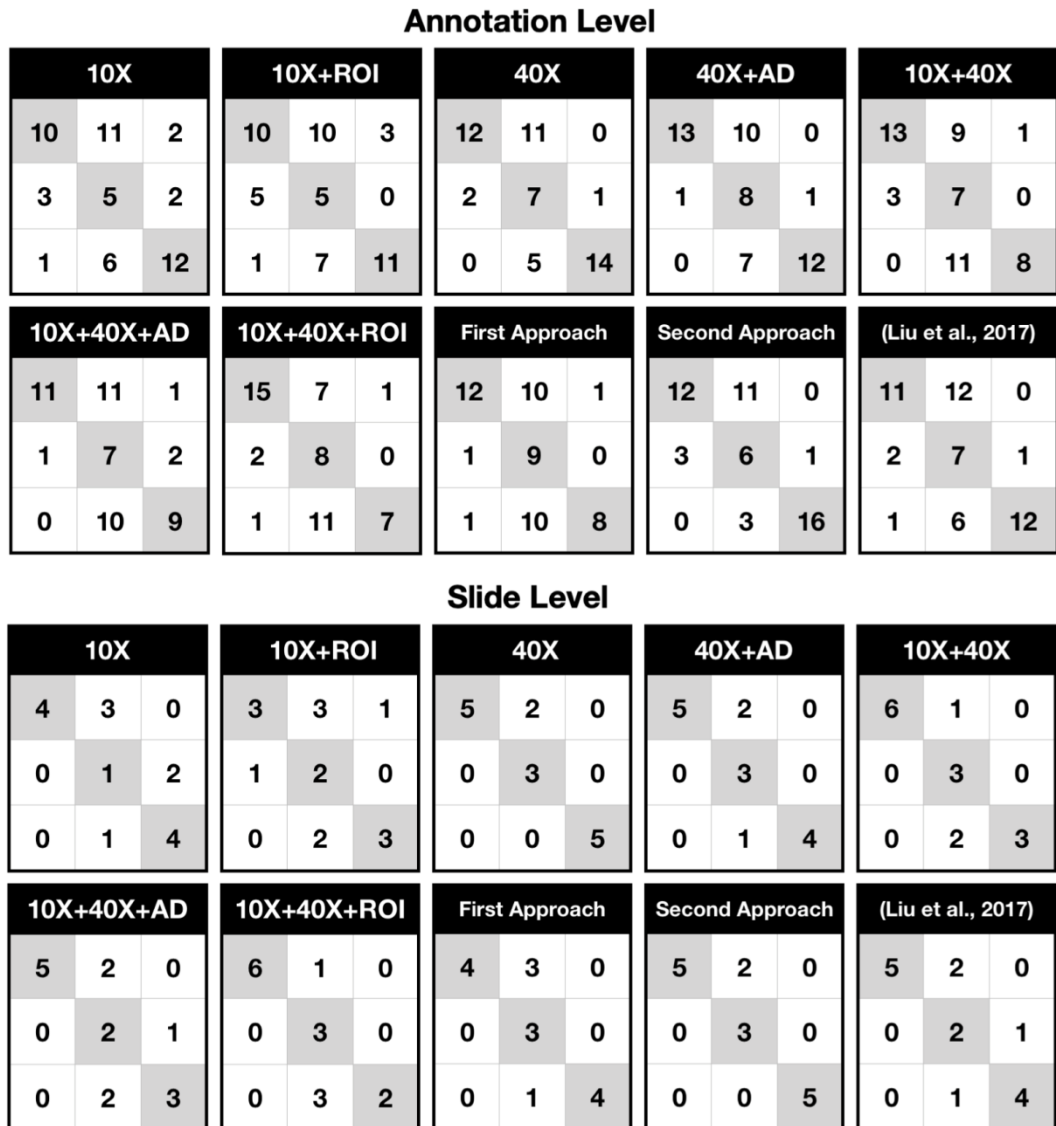 Annotation Level
10X 10X+ROI 40X 40X+AD 10X+40X
10 11 2 10 10 3 12 11 0 13 10 0 13 9 1
3 5 2 5 5 0 2 7 1 1 8 1 3 7 0
1 6 12 1 7 11 0 5 14 0 7 12 0 11 8
10X+40X+AD 10X+40X+ROI First Approach Second Approach (Liu et al., 2017)
11 11 1 15 7 1 12 10 1 12 11 0 11 12 0
1 7 2 2 8 0 1 9 0 3 6 1 2 7 1
0 10 9 1 11 7 1 10 8 0 3 16 1 6 12
Slide Level
10X 10X+ROI 40X 40X+AD 10X+40X
4 3 0 3 3 1 5 2 0 5 2 0 6 1 0
0 1 2 1 2 0 0 3 0 0 3 0 0 3 0
0 1 4 0 2 3 0 0 5 0 1 4 0 2 3
10X+40X+AD 10X+40X+ROI First Approach Second Approach (Liu et al., 2017)
5 2 0 6 1 0 4 3 0 5 2 0 5 2 0
0 2 1 0 3 0 0 3 0 0 3 0 0 2 1
0 2 3 0 3 2 0 1 4 0 0 5 0 1 4